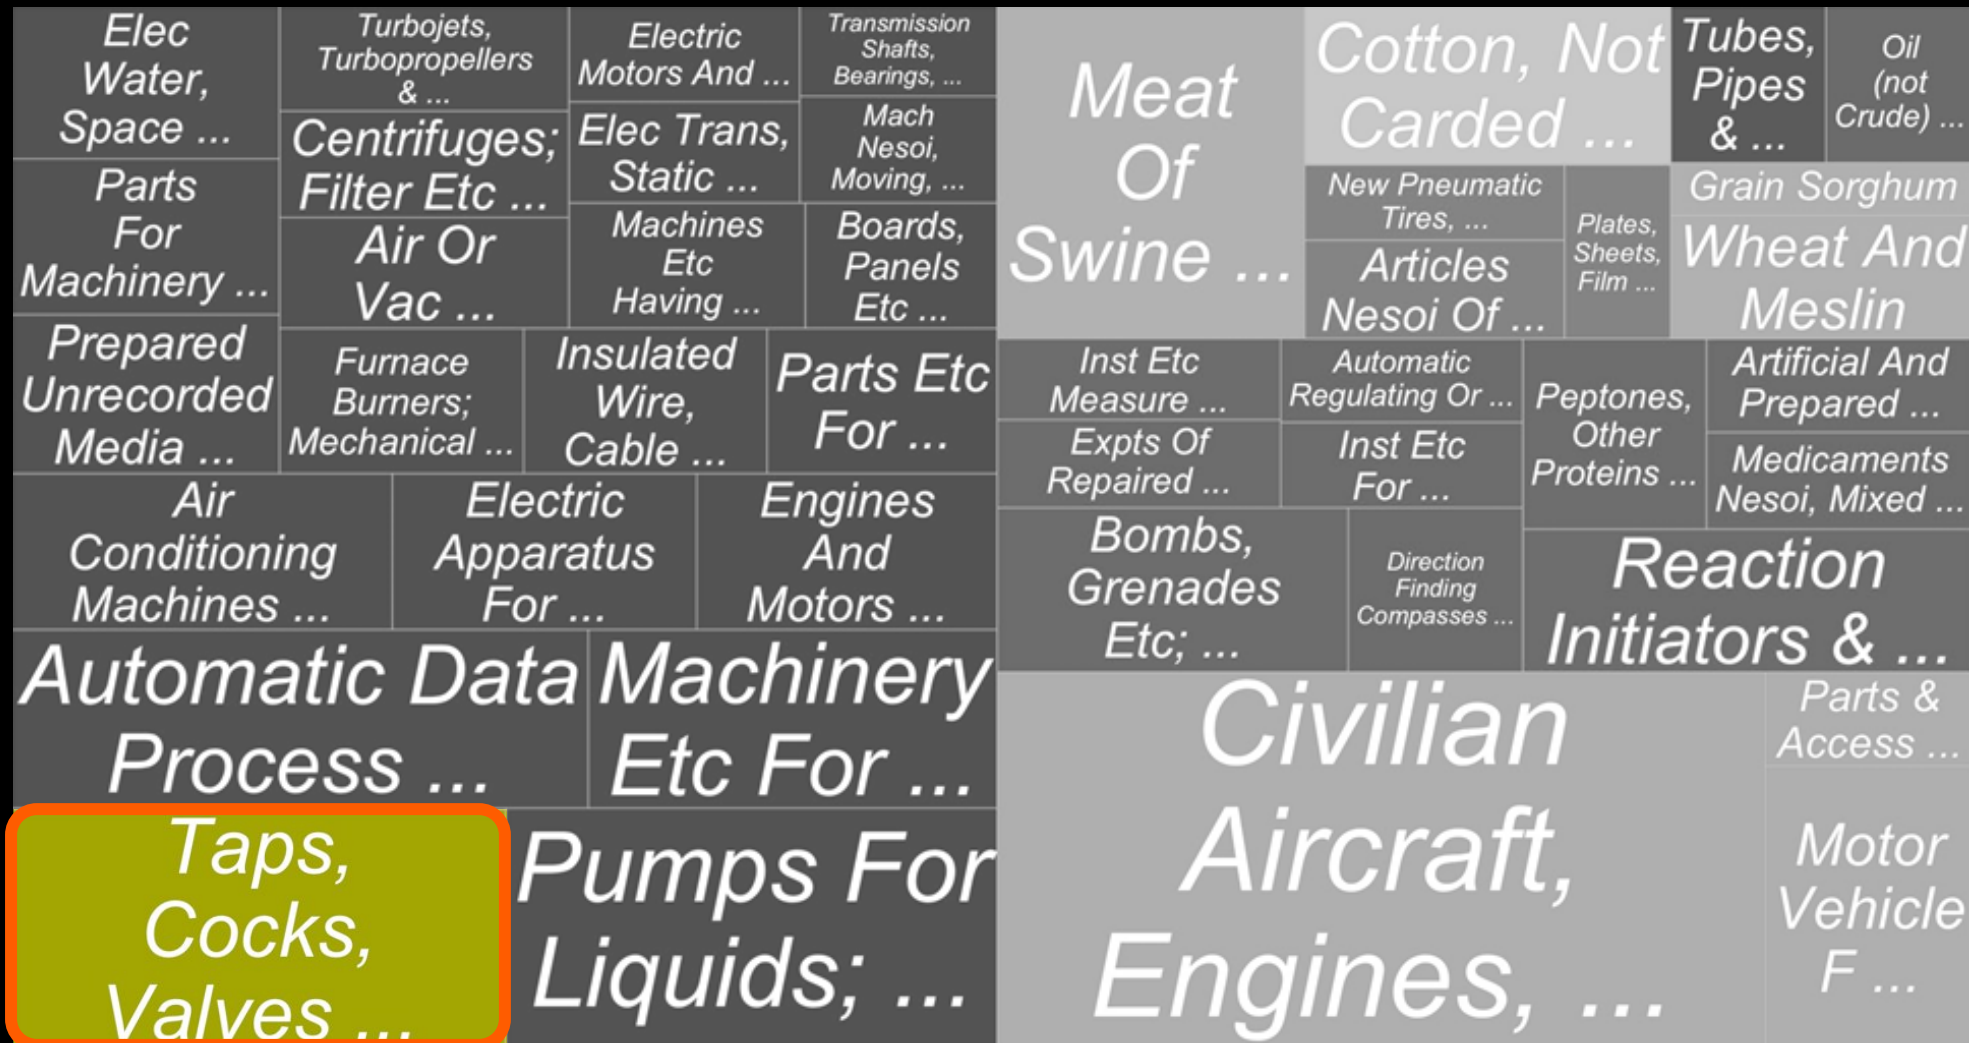 Elec
Water,
Space ...
Turbojets,
Turbopropellers
& ...
Electric
Motors And ...
Transmission
Shafts,
Bearings, ...
Centrifuges;
Filter Etc ...
Elec Trans,
Static ...
Mach
Nesoi,
Moving, ...
Parts
For
Machinery ...
Air Or
Vac ...
Machines
Etc
Having ...
Boards,
Panels
Etc ...
Prepared
Unrecorded
Media ...
Furnace
Burners;
Mechanical ...
Insulated
Wire,
Cable ...
Parts Etc
For ...
Air
Conditioning
Machines ...
Electric
Apparatus
For ...
Engines
And
Motors ...
Automatic Data
Process ...
Machinery
Etc For ...
Taps,
Cocks,
Valves ...
Pumps For
Liquids; ...
Meat
Of
Swine ...
Cotton, Not
Carded ...
Tubes,
Pipes
& ...
Oil
(not
Crude) ...
New Pneumatic
Tires, ...
Articles
Nesoi Of ...
Plates,
Sheets,
Film ...
Grain Sorghum
Wheat And
Meslin
Inst Etc
Measure ...
Automatic
Regulating Or ...
Expts Of
Repaired ...
Inst Etc
For ...
Peptones,
Other
Proteins ...
Artificial And
Prepared ...
Medicaments
Nesoi, Mixed ...
Bombs,
Grenades
Etc; ...
Direction
Finding
Compasses ...
Reaction
Initiators & ...
Civilian
Aircraft,
Engines, ...
Parts &
Access ...
Motor
Vehicle
F ...